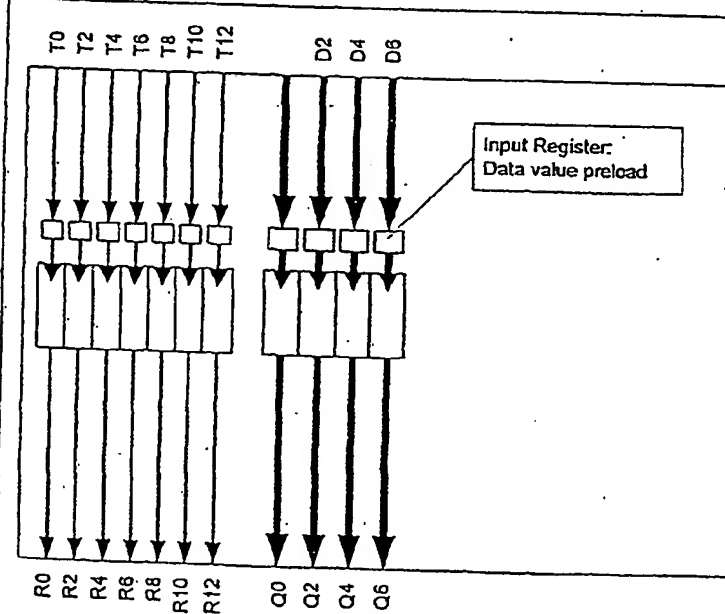 T0
T2
T4
T6
T8
T10
T12
D2
D4
D6
Input Register:
Data value preload
R0
R2
R4
R6
R8
R10
R12
Q0
Q2
Q4
Q6